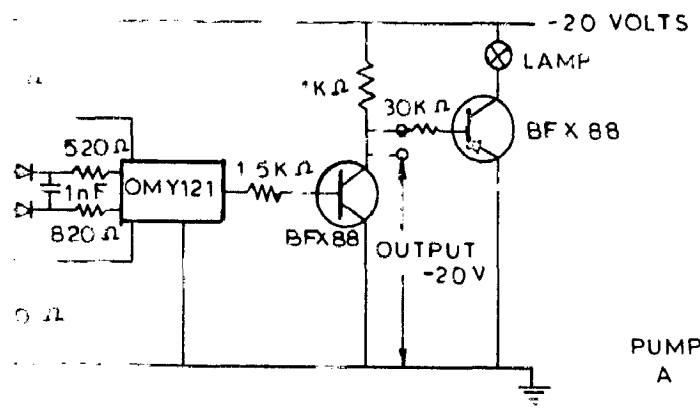 -20 VOLTS
LAMP
1KΩ
30KΩ
BFX 88
520Ω
1nF
OMY121
1 5KΩ
820Ω
BFX88
OUTPUT
-20V
PUMP
A